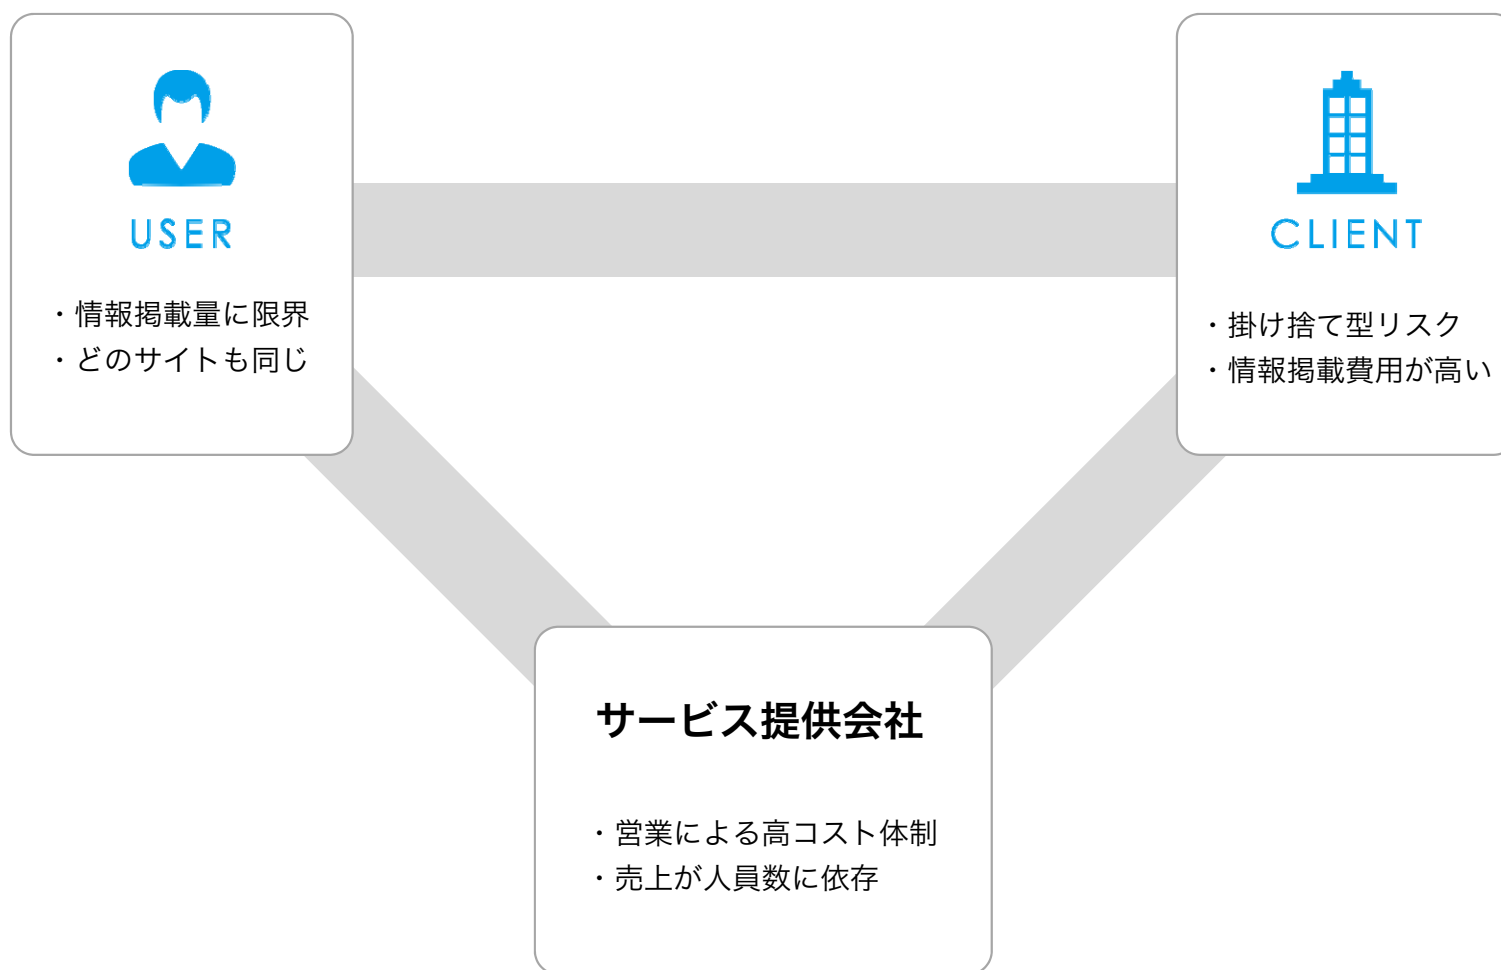 USER
・情報掲載量に限界
・どのサイトも同じ
CLIENT
・掛け捨て型リスク
・情報掲載費用が高い
サービス提供会社
・営業による高コスト体制
・売上が人員数に依存